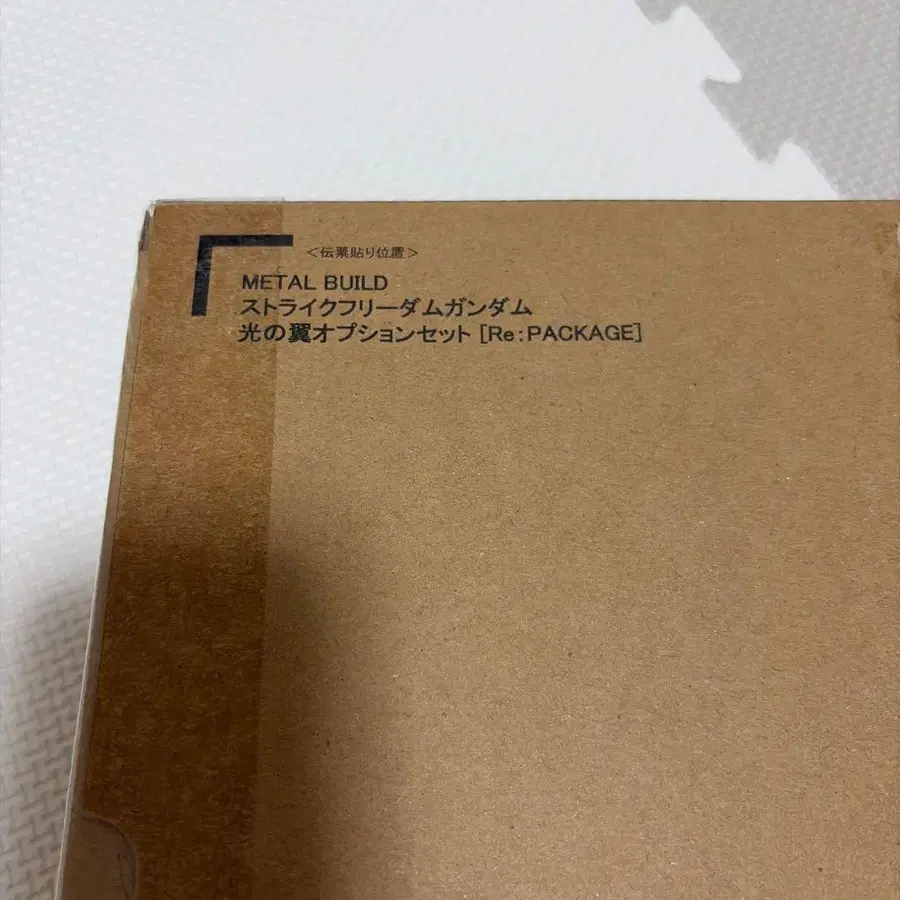 ＜伝票貼り位置＞
METAL BUILD
ストライクフリーダムガンダム
光の翼オプションセット [Re:PACKAGE]